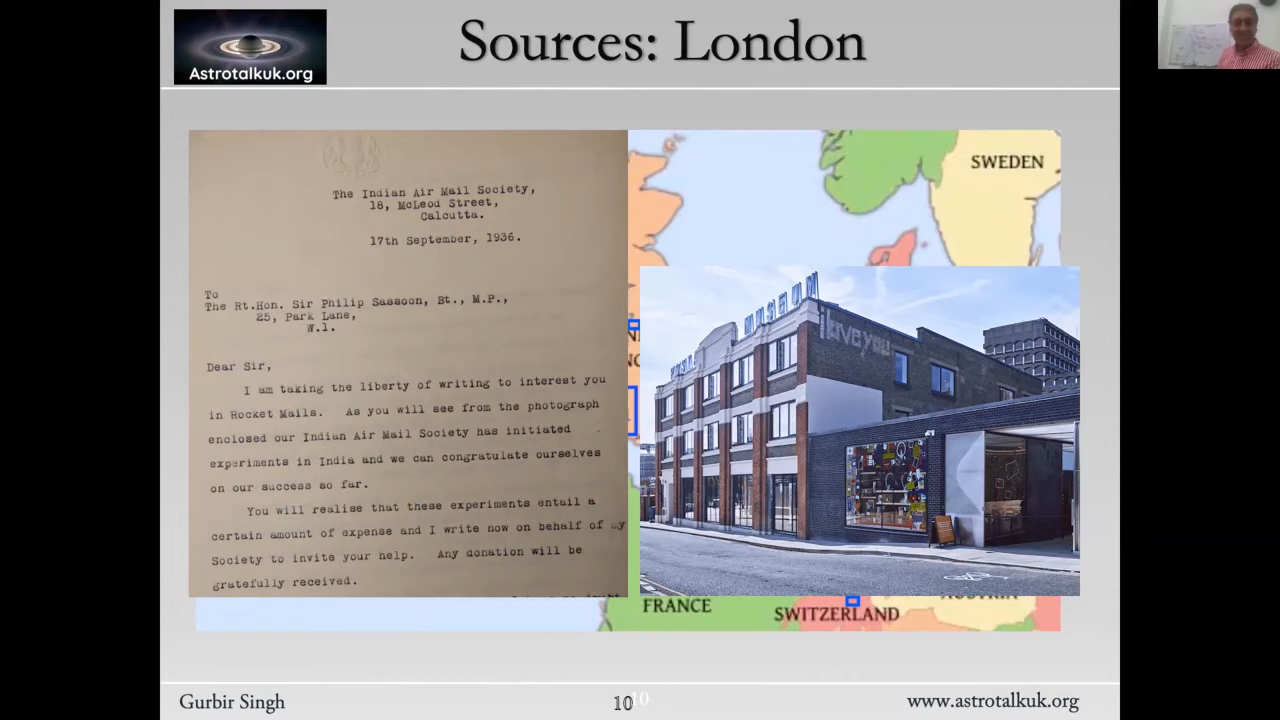 Astrotalkuk.org
Sources: London
The Indian Air Mail Society,
18, McLeod Street,
Calcutta.
17th September, 1936.
To
The Rt.Hon. Sir Philip Sassoon, Bt., M.P.,
25, Park Lane,
W.1.
Dear Sir,
I am taking the liberty of writing to interest you
in Rocket Mails. As you will see from the photograph
enclosed our Indian Air Mail Society has initiated
experiments in India and we can congratulate ourselves
on our success so far.
You will realise that these experiments entail a
certain amount of expense and I write now on behalf of my
Society to invite your help. Any donation will be
gratefully received.
SWEDEN
MUSEUM
i love you
FRANCE
SWITZERLAND
AUSTRIA
Gurbir Singh
10
10
www.astrotalkuk.org